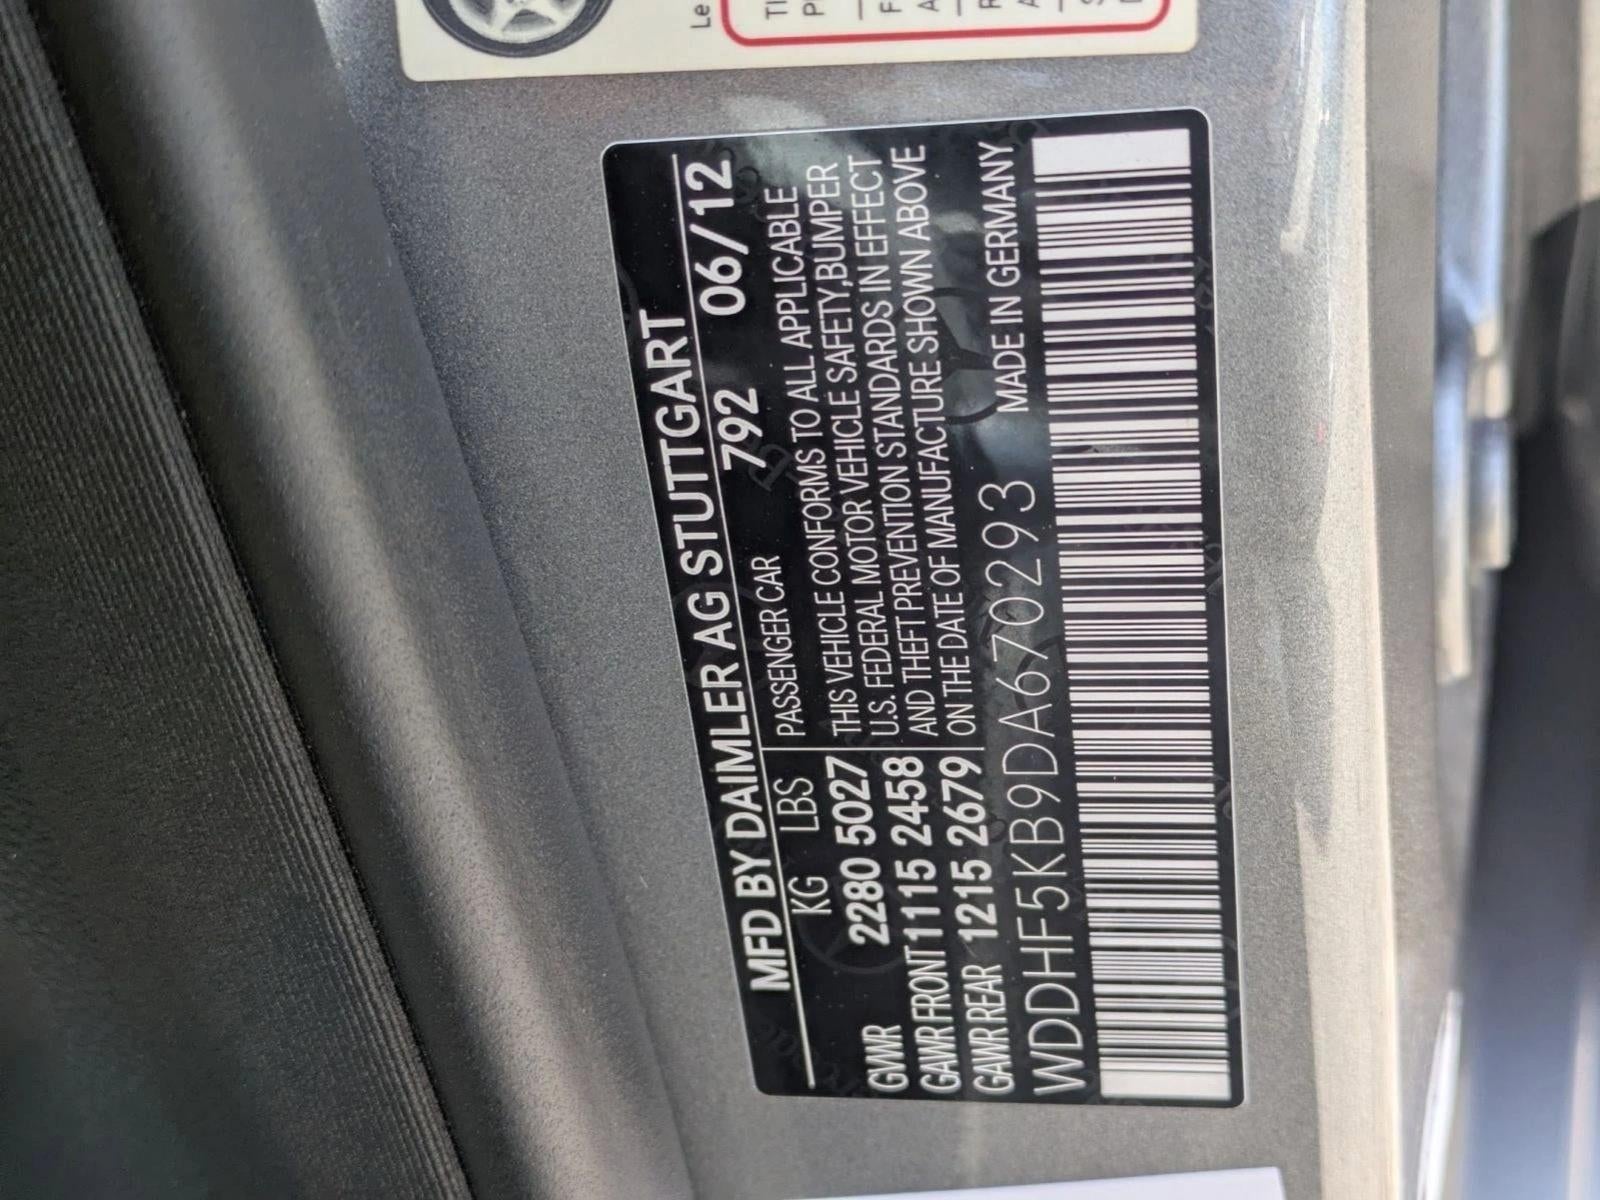 MFD BY DAIMLER AG STUTTGART
KG LBS PASSENGER CAR 792 06/12
GVWR 2280 5027
GAWR FRONT 1115 2458
GAWR REAR 1215 2679
THIS VEHICLE CONFORMS TO ALL APPLICABLE
U.S. FEDERAL MOTOR VEHICLE SAFETY,BUMPER
AND THEFT PREVENTION STANDARDS IN EFFECT
ON THE DATE OF MANUFACTURE SHOWN ABOVE
WDDHF5KB9DA670293 MADE IN GERMANY
Le